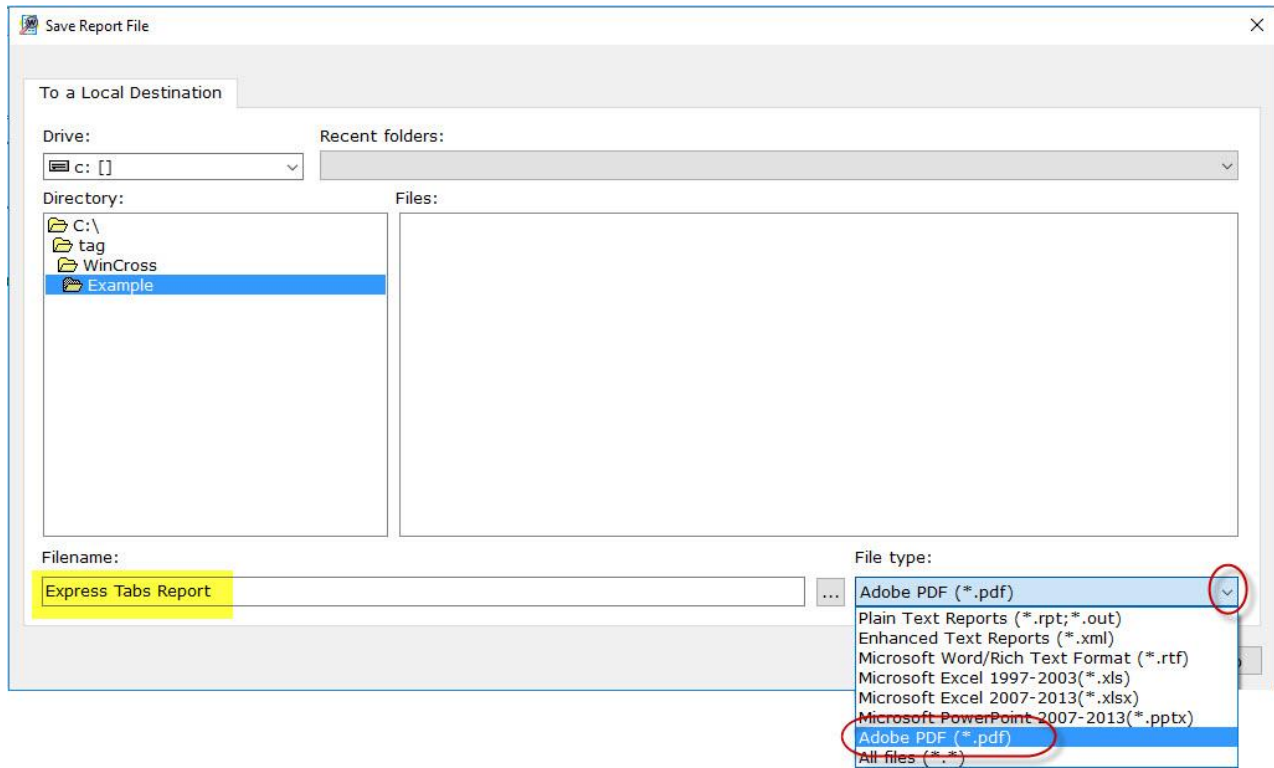 Save Report File
To a Local Destination
Drive:
Recent folders:
c: []
Directory:
Files:
C:\
tag
WinCross
Example
Filename:
File type:
Express Tabs Report
...
Adobe PDF (*.pdf)
Plain Text Reports (*.rpt;*.out)
Enhanced Text Reports (*.xml)
Microsoft Word/Rich Text Format (*.rtf)
Microsoft Excel 1997-2003(*.xls)
Microsoft Excel 2007-2013(*.xlsx)
Microsoft PowerPoint 2007-2013(*.pptx)
Adobe PDF (*.pdf)
All files (*.*)